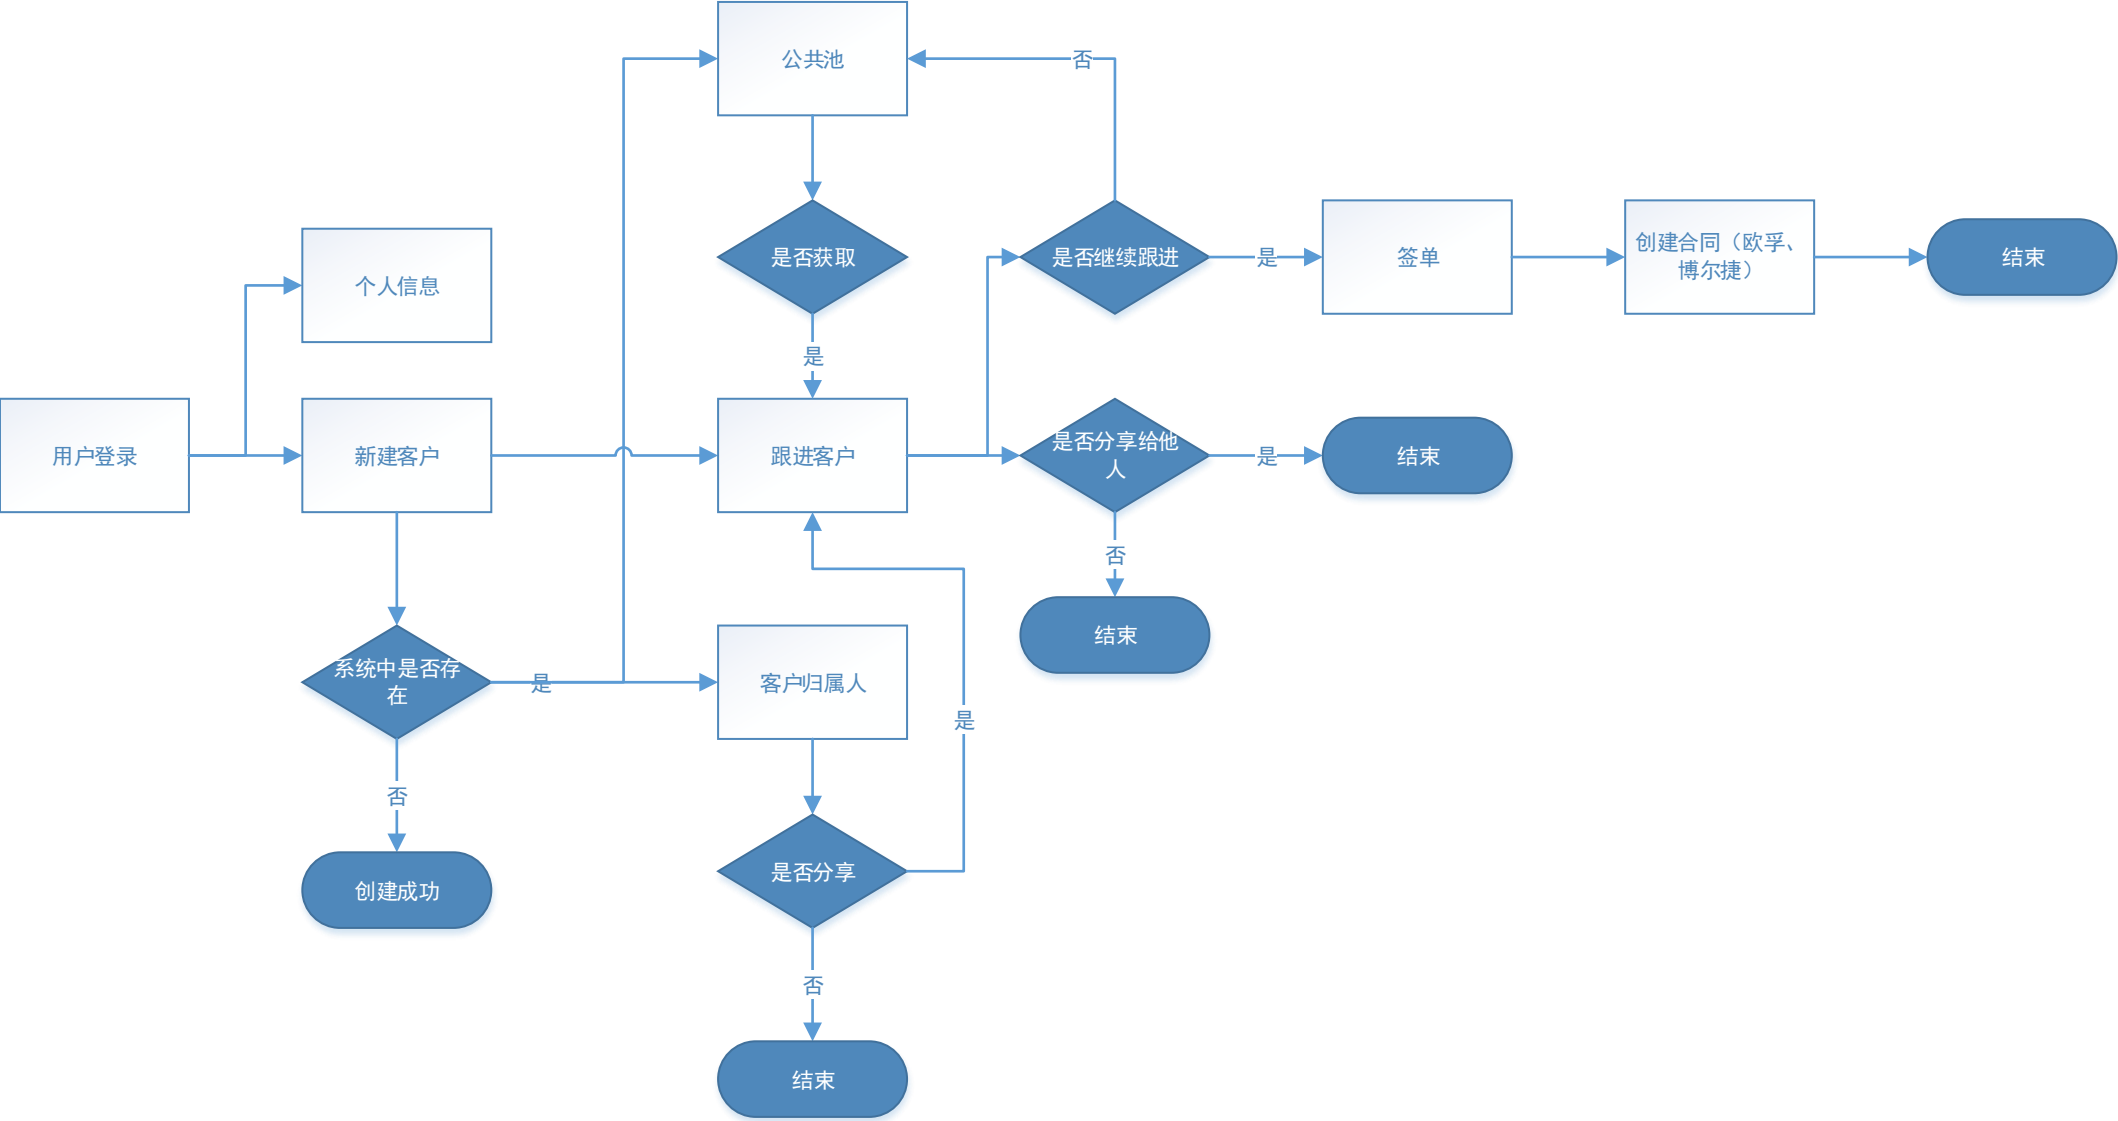 公共池
否
是否获取
是否继续跟进
是
签单
创建合同（欧孚、
博尔捷）
结束
个人信息
是
用户登录
新建客户
跟进客户
是否分享给他
人
是
结束
否
结束
系统中是否存
在
是
客户归属人
是
否
创建成功
是否分享
否
结束